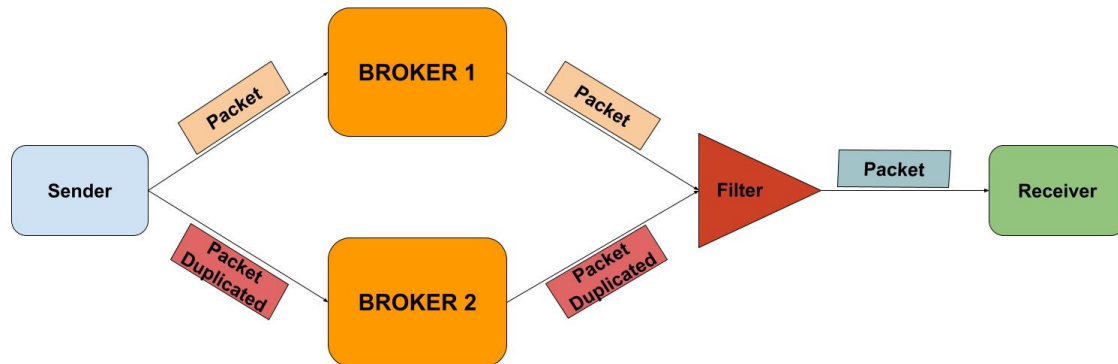 BROKER 1
Packet
Packet
Sender
Filter
Packet
Receiver
Packet
Duplicated
Packet
Duplicated
BROKER 2